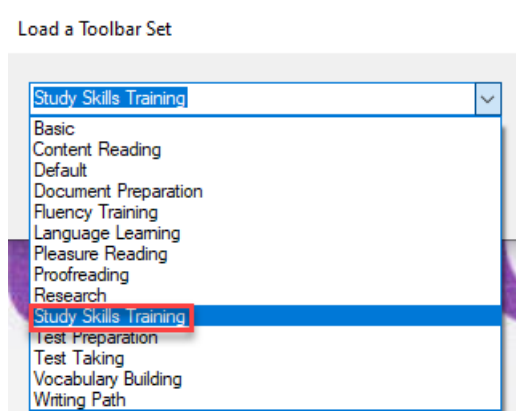 Load a Toolbar Set
Study Skills Training
Basic
Content Reading
Default
Document Preparation
Fluency Training
Language Learning
Pleasure Reading
Proofreading
Research
Study Skills Training
Test Preparation
Test Taking
Vocabulary Building
Writing Path